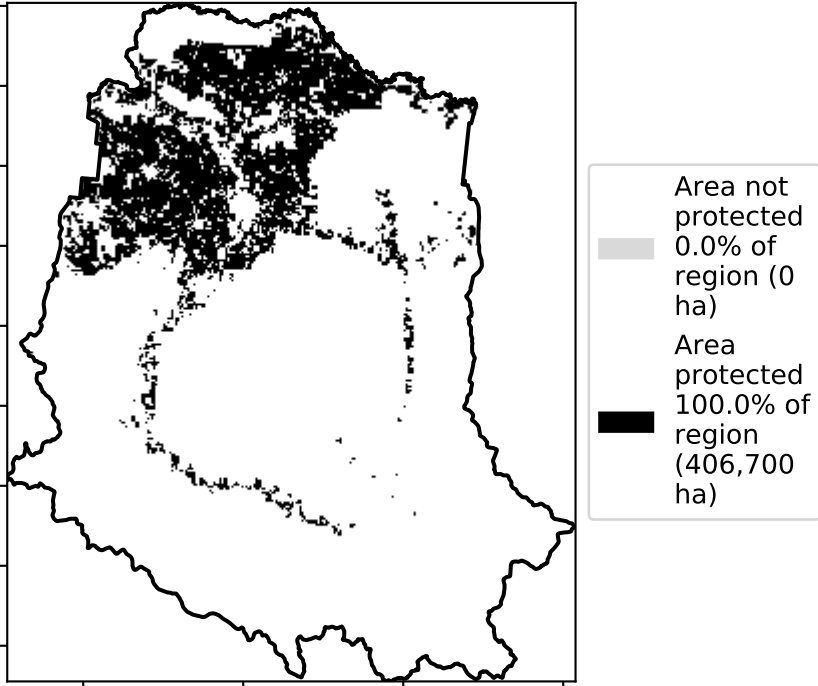 Area not
protected
0.0% of
region (0
ha)
Area
protected
100.0% of
region
(406,700
ha)